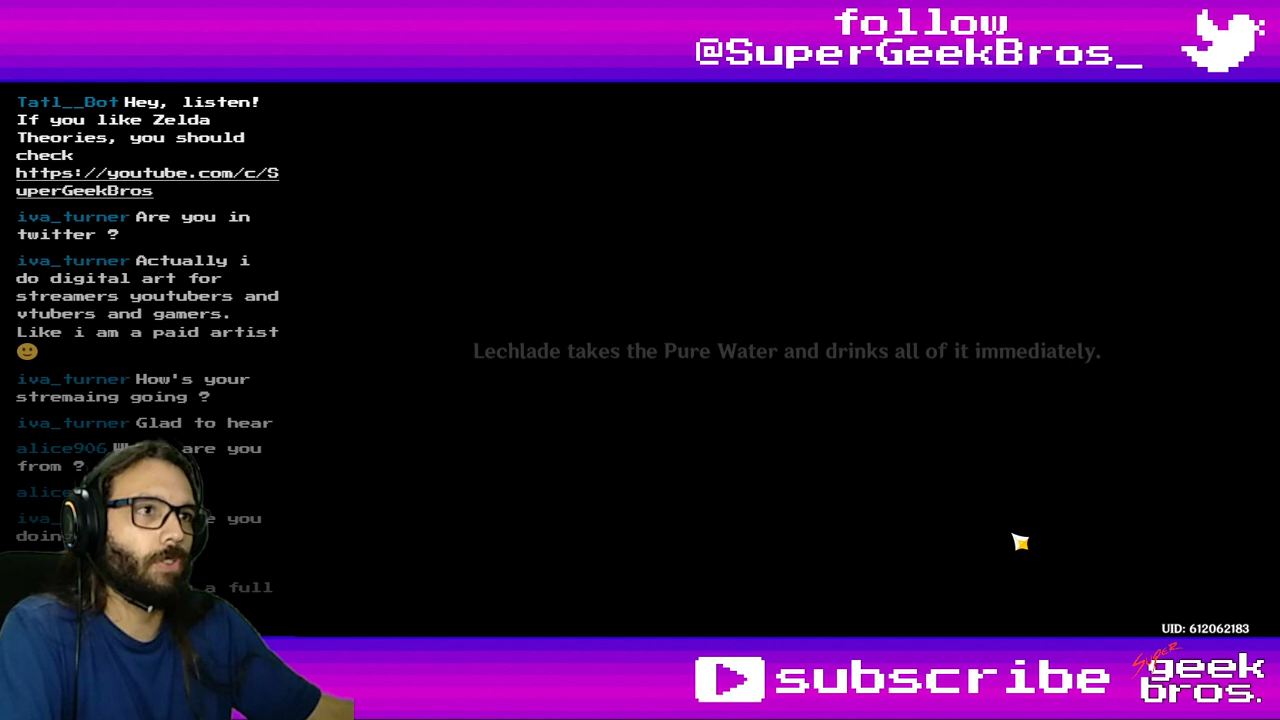 follow
@SuperGeekBros_
Tatl__Bot Hey, listen!
If you like Zelda
Theories, you should
check
https://youtube.com/c/S
uperGeekBros
iva_turner Are you in
twitter ?
iva_turner Actually i
do digital art for
streamers youtubers and
vtubers and gamers.
Like i am a paid artist
🙂
iva_turner How's your
stremaing going ?
iva_turner Glad to hear
alice906 are you
from ?
you
a full
Lechlade takes the Pure Water and drinks all of it immediately.
UID: 612062183
subscribe
Super
geek
bros.